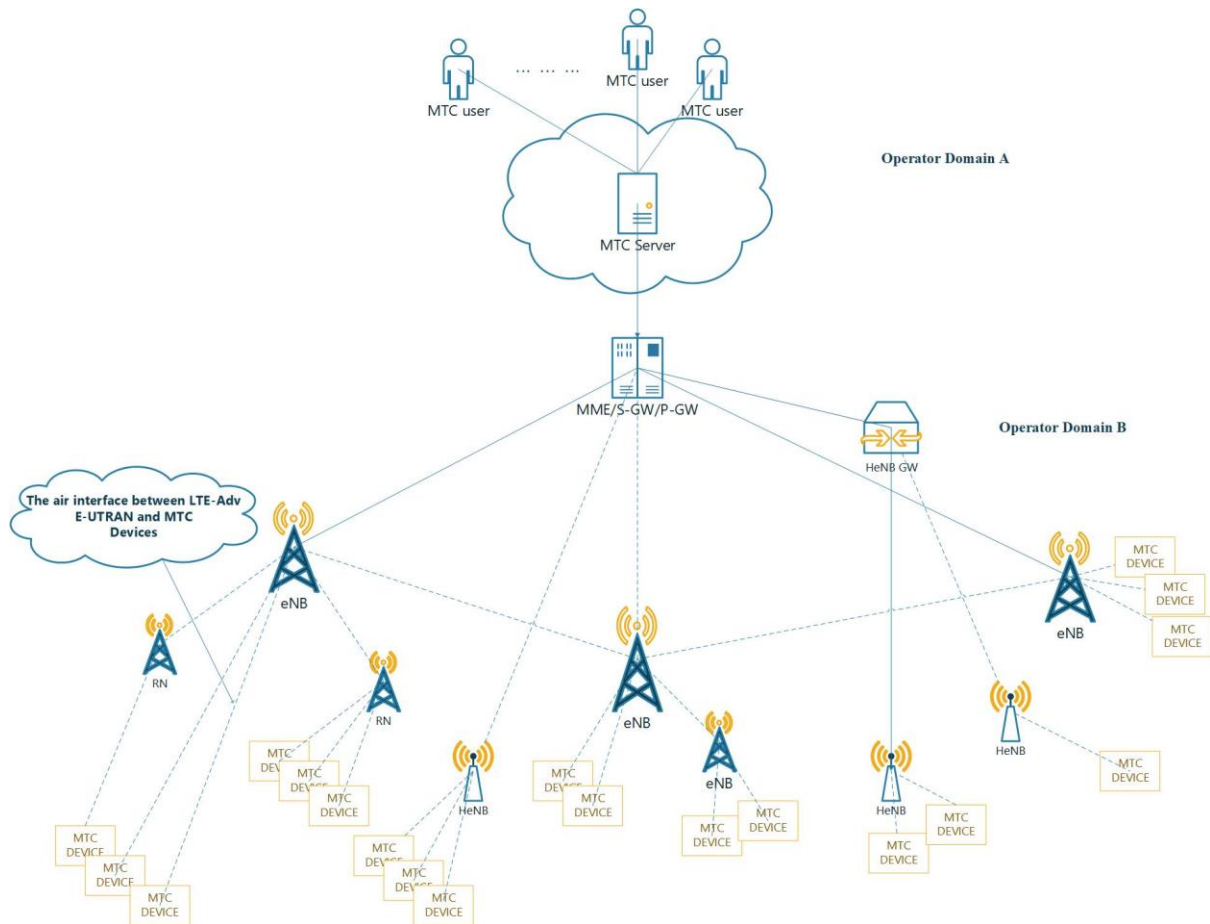 ... ... ...
MTC user
MTC user
MTC user
Operator Domain A
MTC Server
MME/S-GW/P-GW
Operator Domain B
HeNB GW
The air interface between LTE-Adv
E-UTRAN and MTC
Devices
eNB
RN
RN
eNB
eNB
HeNB
HeNB
HeNB
eNB
MTC
DEVICE
MTC
DEVICE
MTC
DEVICE
MTC
DEVICE
MTC
DEVICE
MTC
DEVICE
MTC
DEVICE
MTC
DEVICE
MTC
DEVICE
MTC
DEVICE
MTC
DEVICE
MTC
DEVICE
MTC
DEVICE
MTC
DEVICE
MTC
DEVICE
MTC
DEVICE
MTC
DEVICE
MTC
DEVICE
MTC
DEVICE